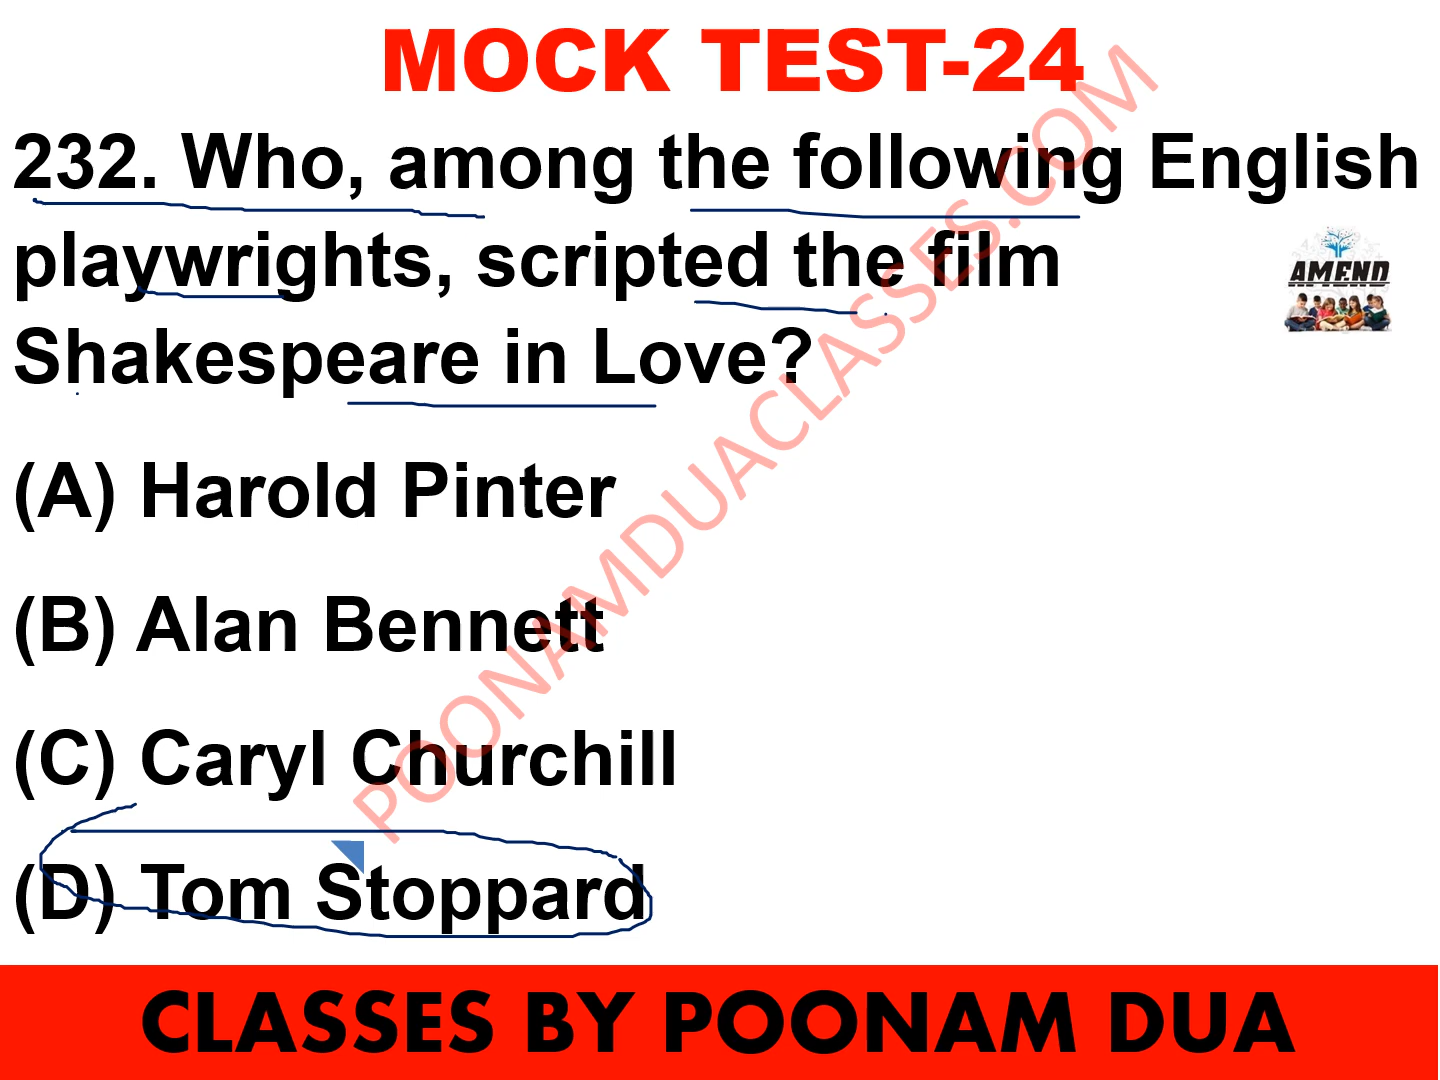 MOCK TEST-24
232. Who, among the following English
playwrights, scripted the film
Shakespeare in Love?
AMEND
(A) Harold Pinter
(B) Alan Bennett
(C) Caryl Churchill
(D) Tom Stoppard
POONAMDUACLASSES.COM
CLASSES BY POONAM DUA